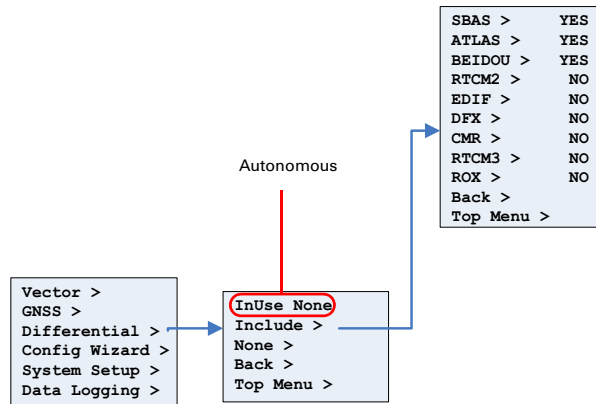 SBAS > YES
ATLAS > YES
BEIDOU > YES
RTCM2 > NO
EDIF > NO
DFX > NO
CMR > NO
RTCM3 > NO
ROX > NO
Back >
Top Menu >
Autonomous
Vector >
GNSS >
Differential >
Config Wizard >
System Setup >
Data Logging >
InUse None
Include >
None >
Back >
Top Menu >